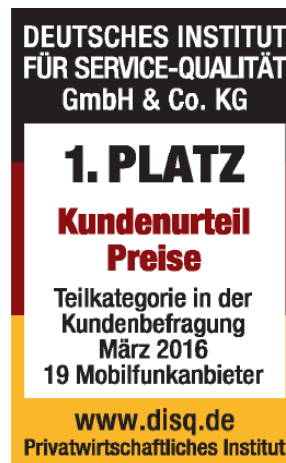 DEUTSCHES INSTITUT
FÜR SERVICE-QUALITÄT
GmbH & Co. KG
1. PLATZ
Kundenurteil
Preise
Teilkategorie in der
Kundenbefragung
März 2016
19 Mobilfunkanbieter
www.disq.de
Privatwirtschaftliches Institut